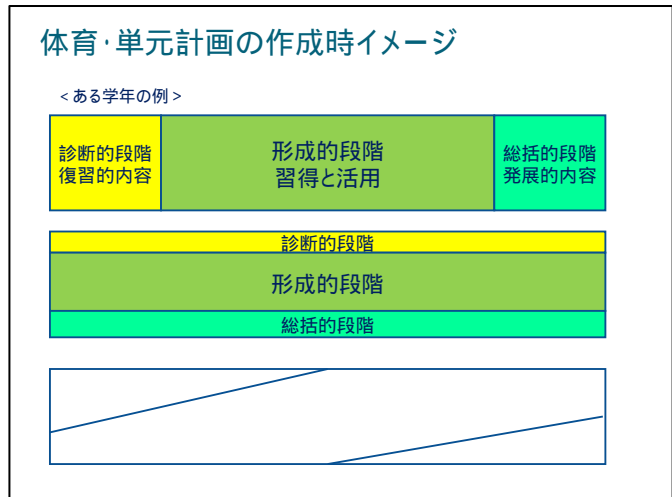 体育･単元計画の作成時イメージ
＜ある学年の例＞
診断的段階
復習的内容
形成的段階
習得と活用
総括的段階
発展的内容
診断的段階
形成的段階
総括的段階